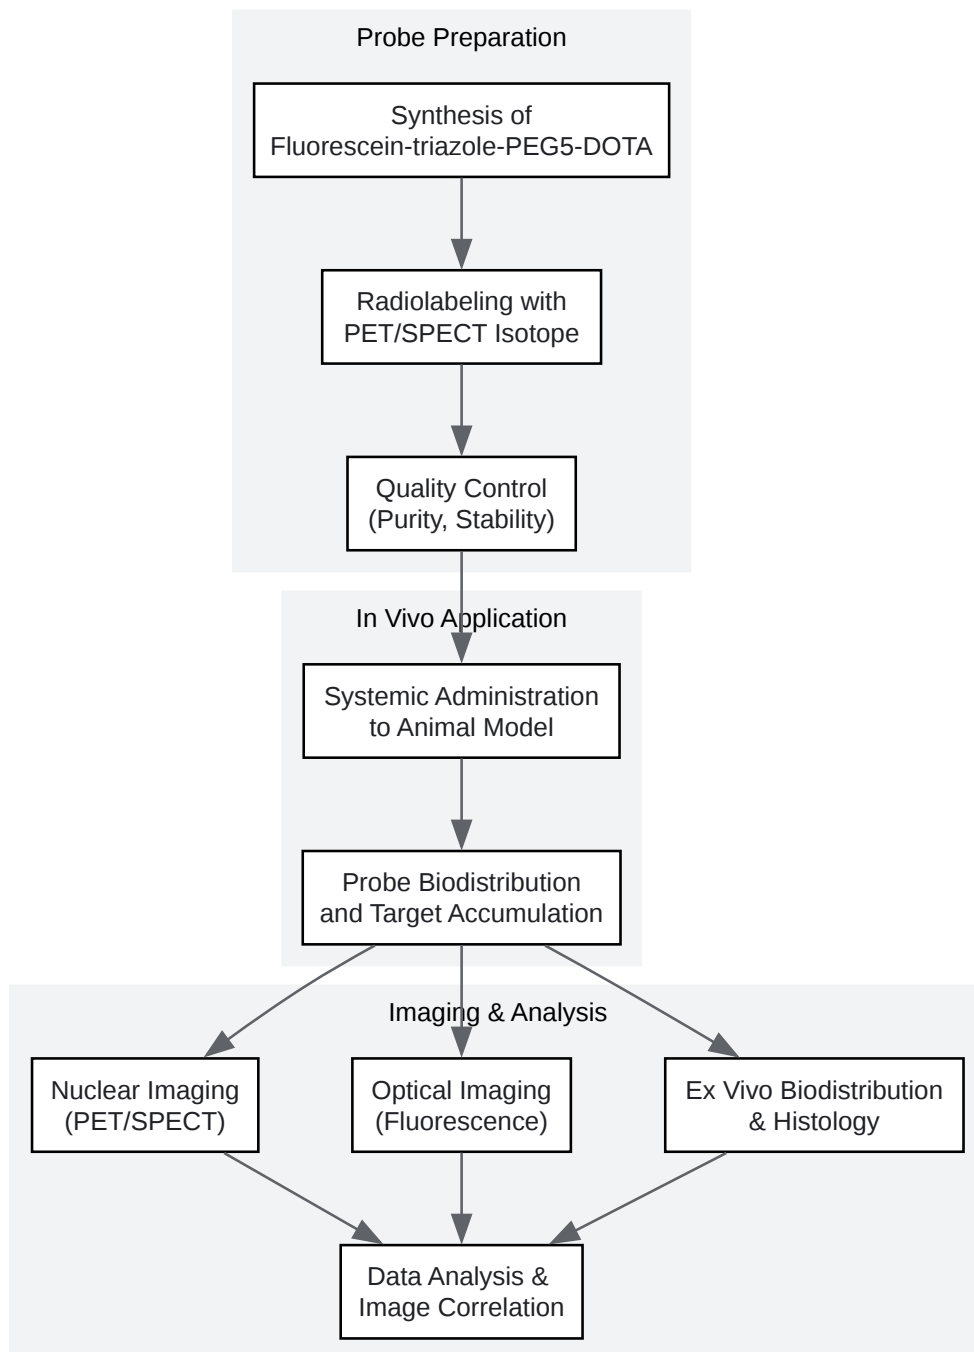 Probe Preparation
Synthesis of
Fluorescein-triazole-PEG5-DOTA
Radiolabeling with
PET/SPECT Isotope
Quality Control
(Purity, Stability)
In Vivo Application
Systemic Administration
to Animal Model
Probe Biodistribution
and Target Accumulation
Imaging & Analysis
Nuclear Imaging
(PET/SPECT)
Optical Imaging
(Fluorescence)
Ex Vivo Biodistribution
& Histology
Data Analysis &
Image Correlation